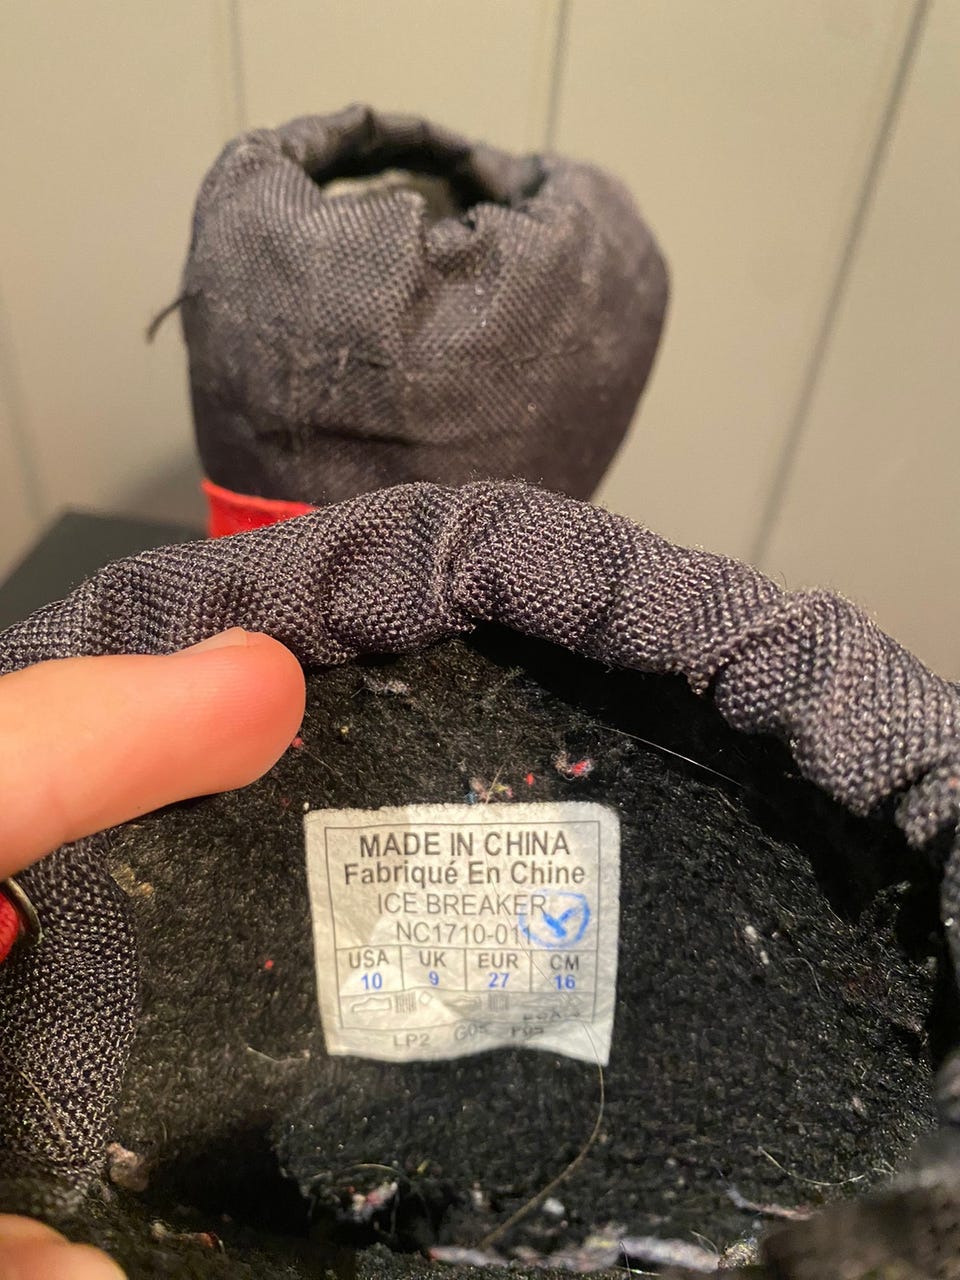 MADE IN CHINA
Fabriqué En Chine
ICE BREAKER
NC1710-011
USA UK EUR CM
10 9 27 16
LP2